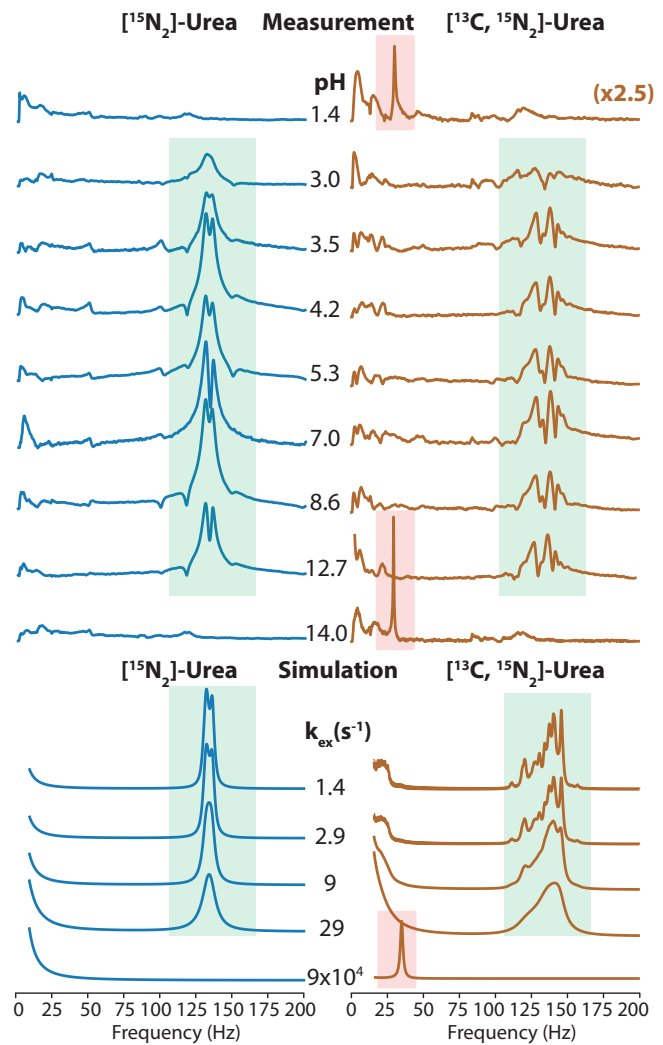 [¹⁵N₂]-Urea Measurement [¹³C, ¹⁵N₂]-Urea
pH
(x2.5)
1.4
3.0
3.5
4.2
5.3
7.0
8.6
12.7
14.0
[¹⁵N₂]-Urea Simulation [¹³C, ¹⁵N₂]-Urea
kₑₓ(s⁻¹)
1.4
2.9
9
29
9x10⁴
0 25 50 75 100 125 150 175 200 0 25 50 75 100 125 150 175 200
Frequency (Hz) Frequency (Hz)